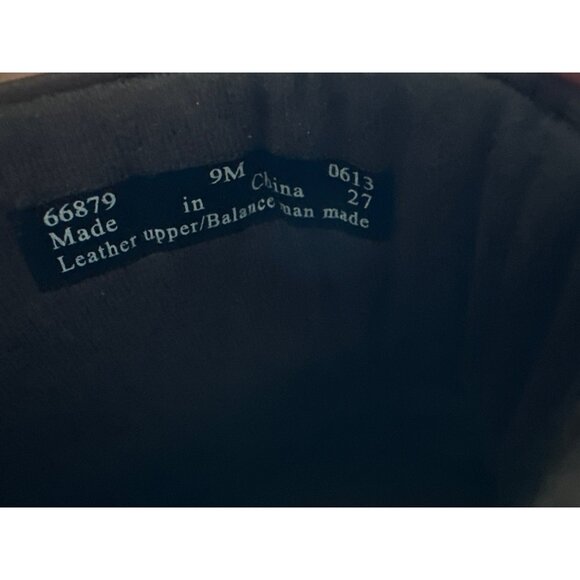 66879 9M 0613
Made in China 27
Leather upper/Balance man made